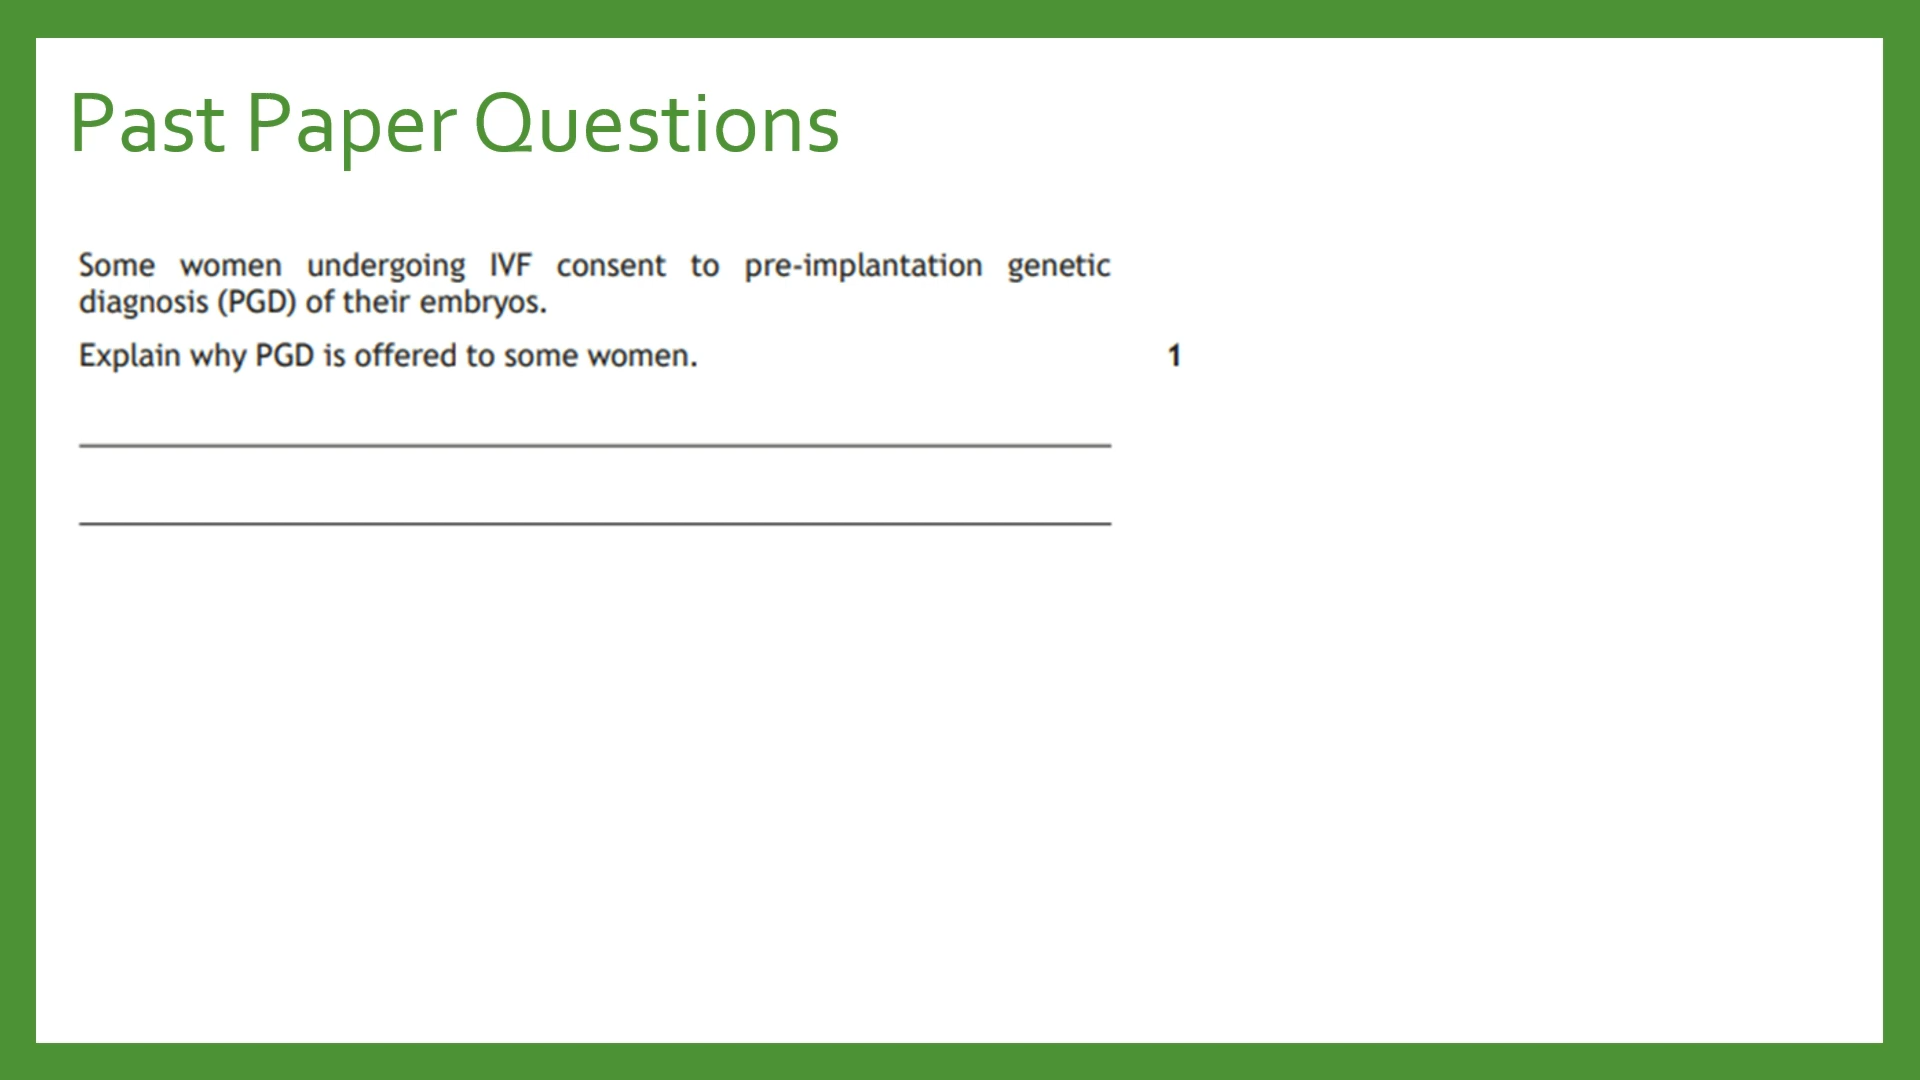 Past Paper Questions
Some women undergoing IVF consent to pre-implantation genetic
diagnosis (PGD) of their embryos.
Explain why PGD is offered to some women. 1